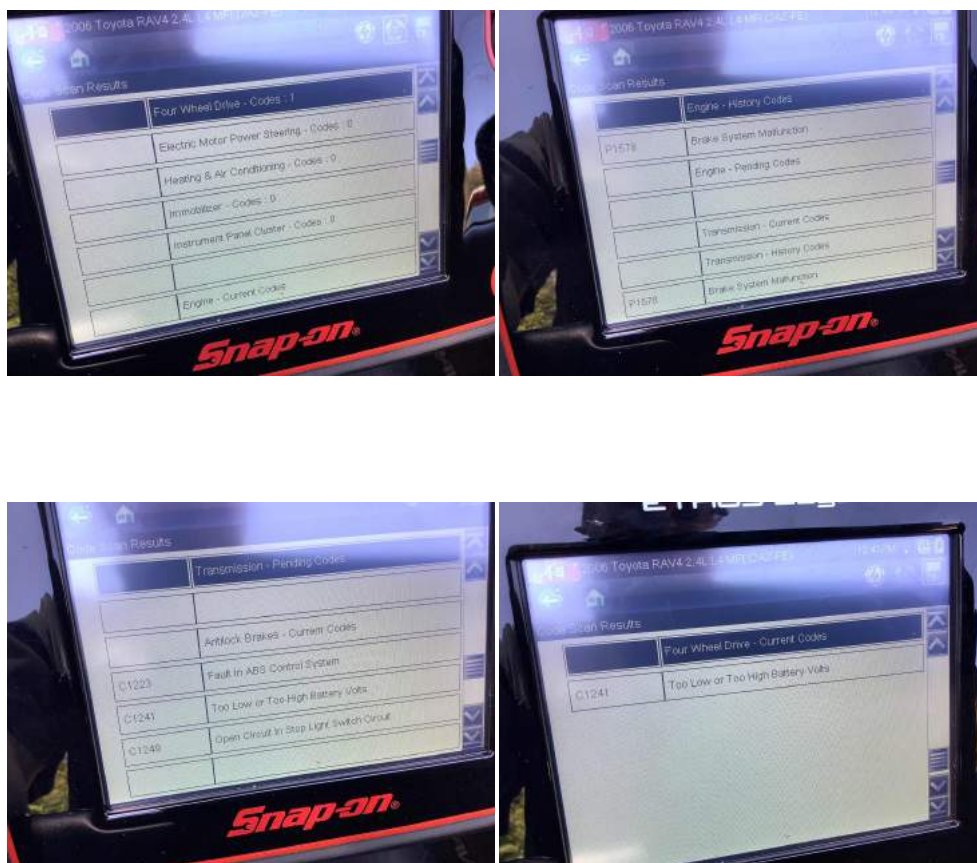 2006 Toyota RAV4 2.4L L4 MFI (2AZ-FE)
Code Scan Results
Four Wheel Drive - Codes : 1
Electric Motor Power Steering - Codes : 0
Heating & Air Conditioning - Codes : 0
Immobilizer - Codes : 0
Instrument Panel Cluster - Codes : 0
Engine - Current Codes
Snap-on
2006 Toyota RAV4 2.4L L4 MFI (2AZ-FE)
Code Scan Results
Engine - History Codes
P1578 Brake System Malfunction
Engine - Pending Codes
Transmission - Current Codes
Transmission - History Codes
P1578 Brake System Malfunction
Snap-on
Code Scan Results
Transmission - Pending Codes
Antilock Brakes - Current Codes
C1223 Fault In ABS Control System
C1241 Too Low or Too High Battery Volts
C1249 Open Circuit In Stop Light Switch Circuit
Snap-on
2006 Toyota RAV4 2.4L L4 MFI (2AZ-FE)
Code Scan Results
Four Wheel Drive - Current Codes
C1241 Too Low or Too High Battery Volts